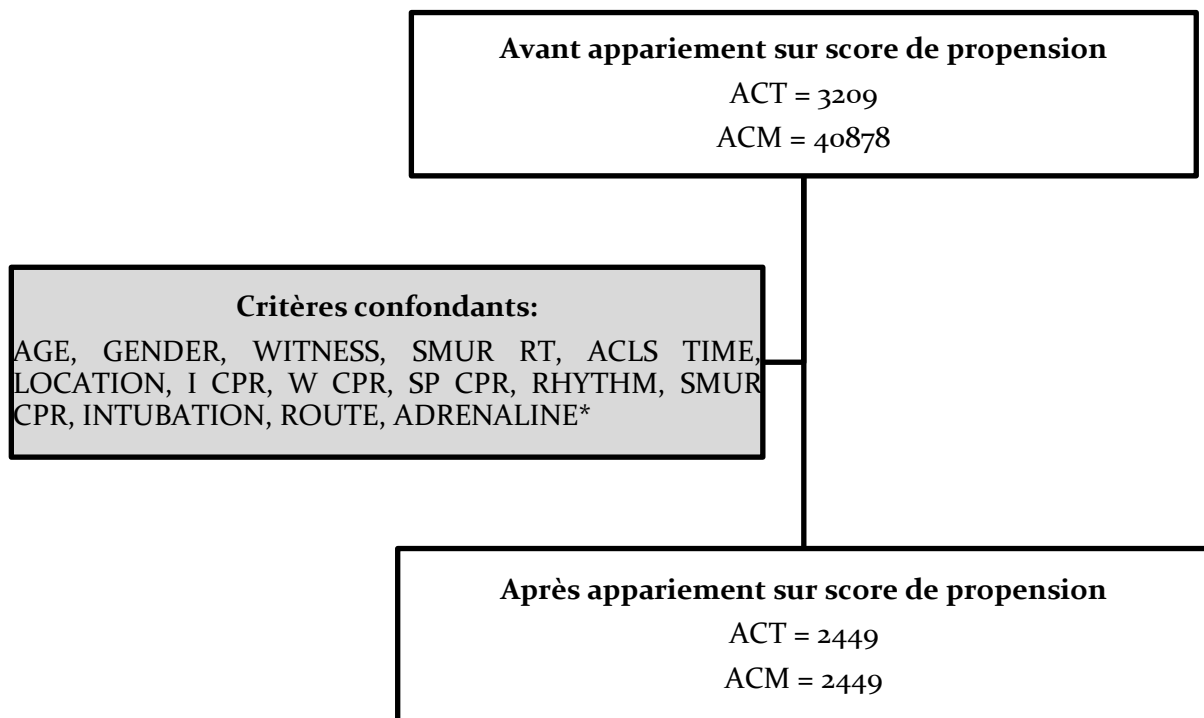 Avant appariement sur score de propension
ACT = 3209
ACM = 40878
Critères confondants:
AGE, GENDER, WITNESS, SMUR RT, ACLS TIME,
LOCATION, I CPR, W CPR, SP CPR, RHYTHM, SMUR
CPR, INTUBATION, ROUTE, ADRENALINE*
Après appariement sur score de propension
ACT = 2449
ACM = 2449